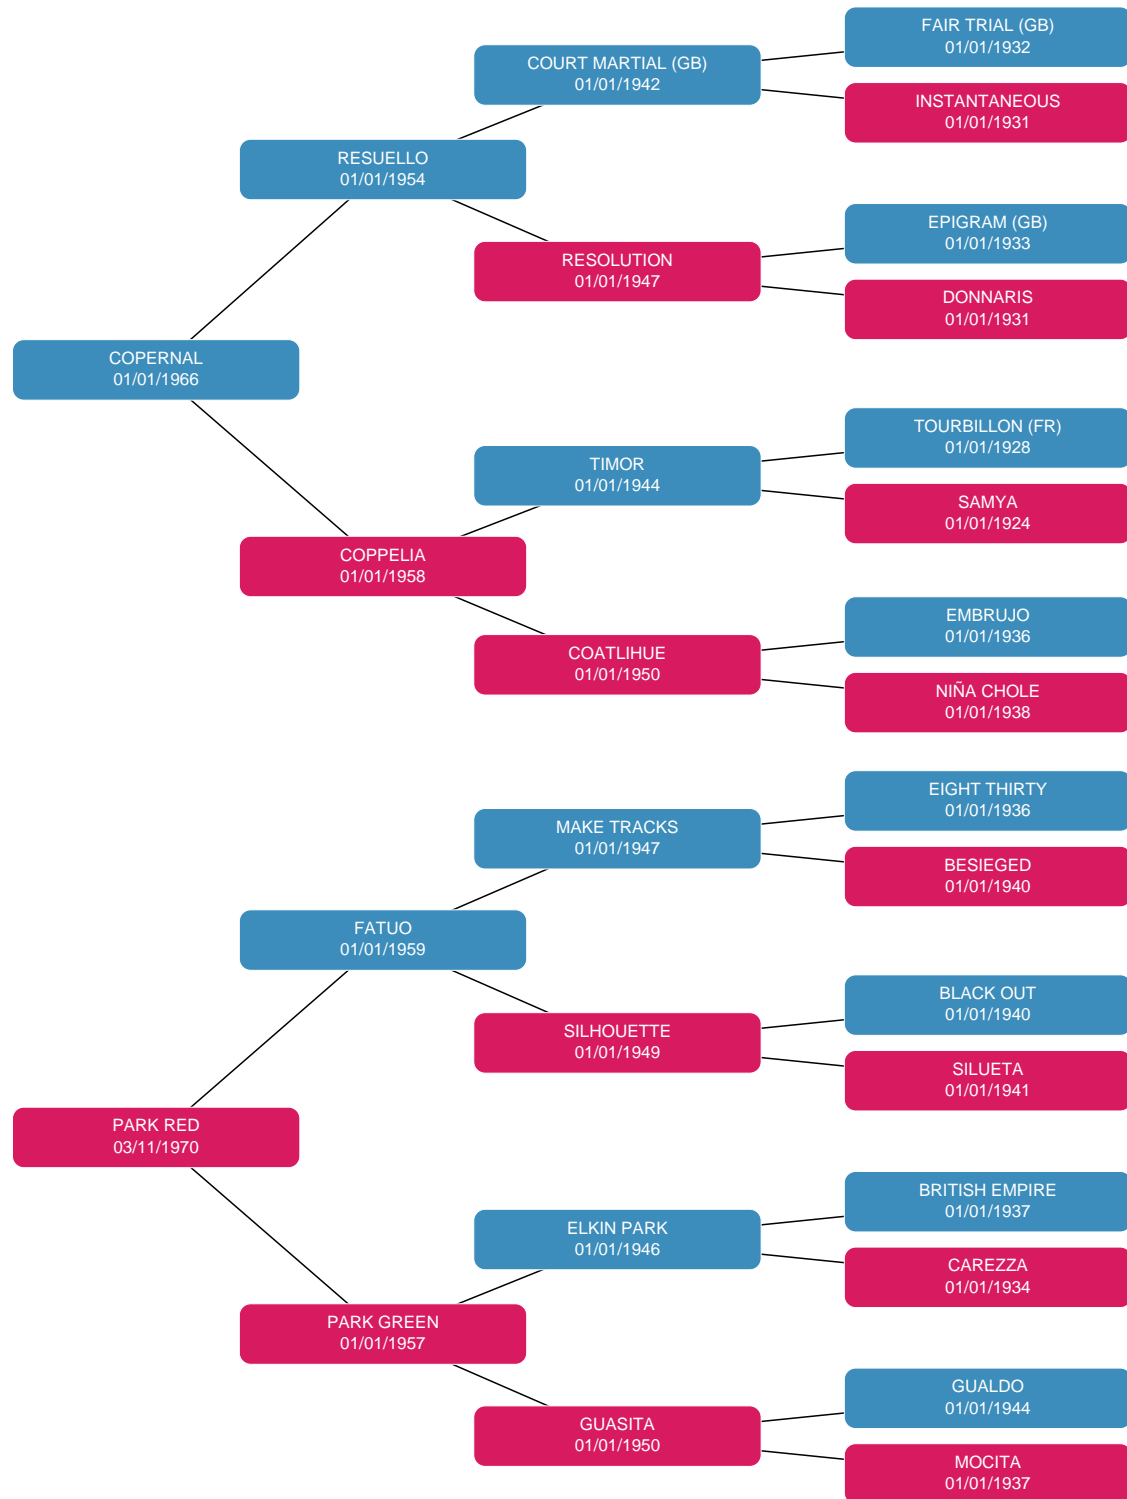 FAIR TRIAL (GB)
01/01/1932
COURT MARTIAL (GB)
01/01/1942
INSTANTANEOUS
01/01/1931
RESUELLO
01/01/1954
EPIGRAM (GB)
01/01/1933
RESOLUTION
01/01/1947
DONNARIS
01/01/1931
COPERNAL
01/01/1966
TOURBILLON (FR)
01/01/1928
TIMOR
01/01/1944
SAMYA
01/01/1924
COPPELIA
01/01/1958
EMBRUJO
01/01/1936
COATLIHUE
01/01/1950
NIÑA CHOLE
01/01/1938
EIGHT THIRTY
01/01/1936
MAKE TRACKS
01/01/1947
BESIEGED
01/01/1940
FATUO
01/01/1959
BLACK OUT
01/01/1940
SILHOUETTE
01/01/1949
SILUETA
01/01/1941
PARK RED
03/11/1970
BRITISH EMPIRE
01/01/1937
ELKIN PARK
01/01/1946
CAREZZA
01/01/1934
PARK GREEN
01/01/1957
GUALDO
01/01/1944
GUASITA
01/01/1950
MOCITA
01/01/1937